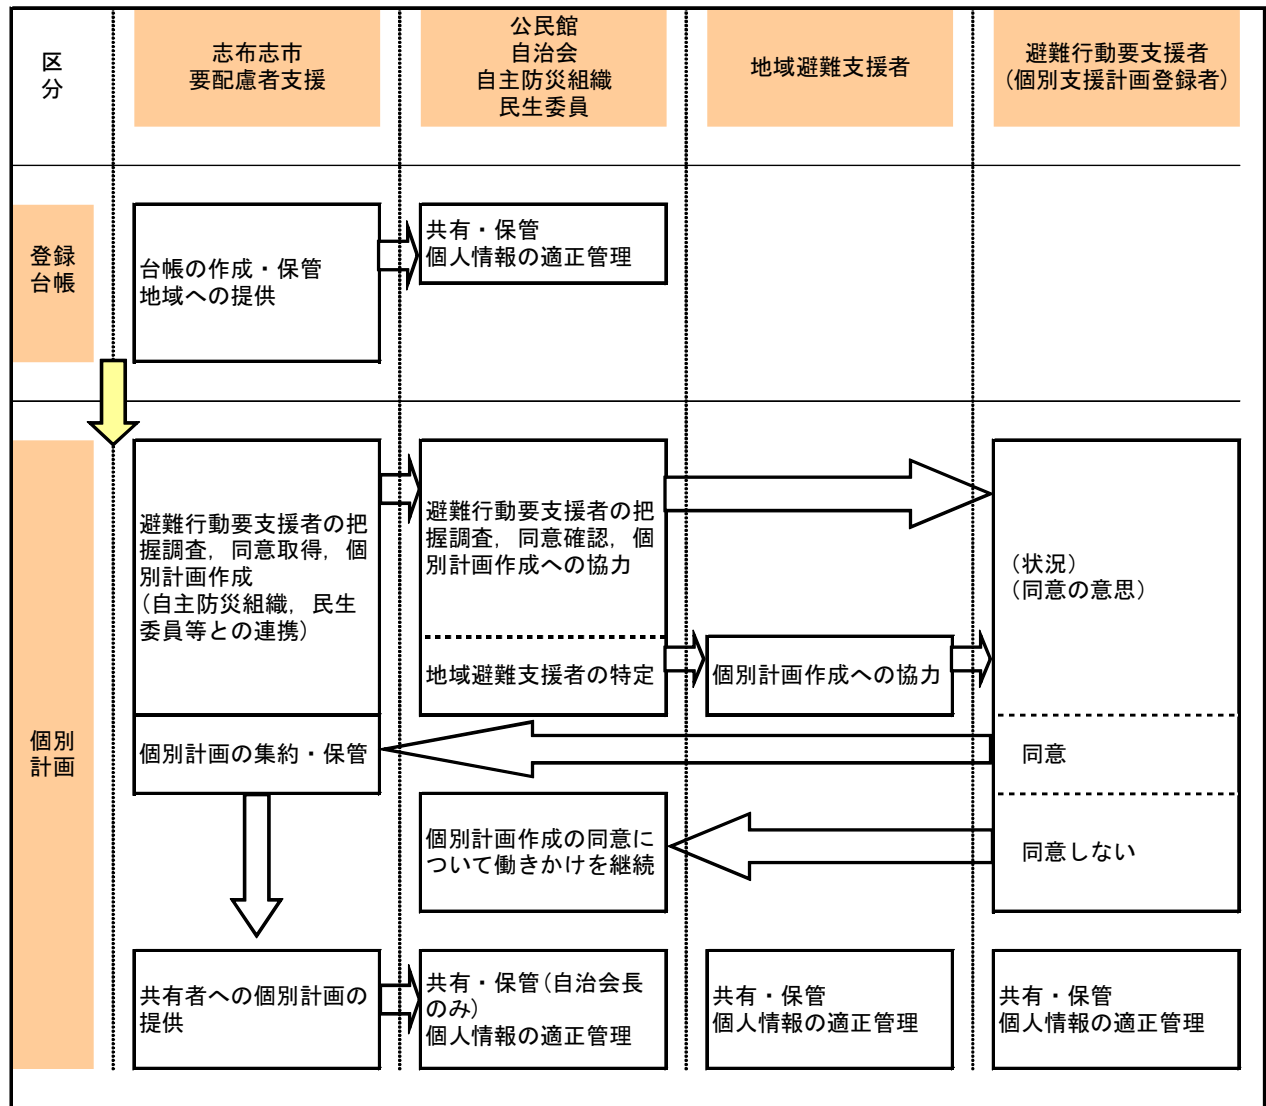 区
分
志布志市
要配慮者支援
公民館
自治会
自主防災組織
民生委員
地域避難支援者
避難行動要支援者
(個別支援計画登録者)
登録
台帳
台帳の作成・保管
地域への提供
共有・保管
個人情報の適正管理
個別
計画
避難行動要支援者の把
握調査，同意取得，個
別計画作成
(自主防災組織，民生
委員等との連携)
避難行動要支援者の把
握調査，同意確認，個
別計画作成への協力
地域避難支援者の特定
個別計画作成への協力
(状況)
(同意の意思)
個別計画の集約・保管
同意
個別計画作成の同意に
ついて働きかけを継続
同意しない
共有者への個別計画の
提供
共有・保管(自治会長
のみ)
個人情報の適正管理
共有・保管
個人情報の適正管理
共有・保管
個人情報の適正管理